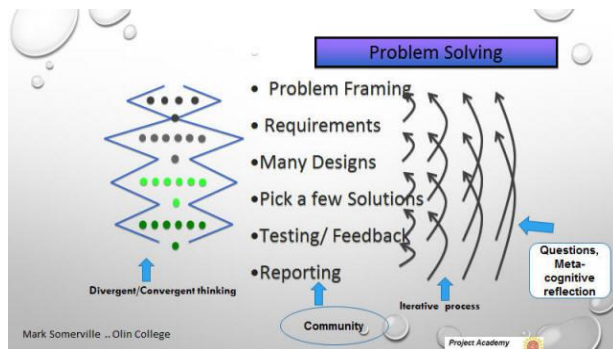 Problem Solving
• Problem Framing
• Requirements
• Many Designs
•Pick a few Solutions
•Testing/ Feedback
•Reporting
Divergent/Convergent thinking
Community
Iterative process
Questions,
Meta-
cognitive
reflection
Mark Somerville .. Olin College
Project Academy